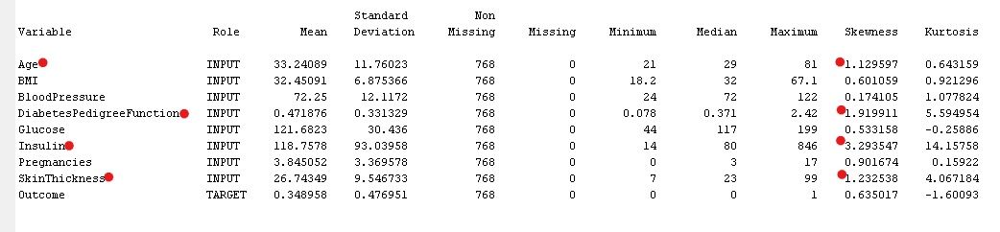 Standard Non
Variable Role Mean Deviation Missing Missing Minimum Median Maximum Skewness Kurtosis
Age INPUT 33.24089 11.76023 768 0 21 29 81 1.129597 0.643159
BMI INPUT 32.45091 6.875366 768 0 18.2 32 67.1 0.601059 0.921296
BloodPressure INPUT 72.25 12.1172 768 0 24 72 122 0.174105 1.077824
DiabetesPedigreeFunction INPUT 0.471876 0.331329 768 0 0.078 0.371 2.42 1.919911 5.594954
Glucose INPUT 121.6823 30.436 768 0 44 117 199 0.533158 -0.25886
Insulin INPUT 118.7578 93.03958 768 0 14 80 846 3.293547 14.15758
Pregnancies INPUT 3.845052 3.369578 768 0 0 3 17 0.901674 0.15922
SkinThickness INPUT 26.74349 9.546733 768 0 7 23 99 1.232538 4.067184
Outcome TARGET 0.348958 0.476951 768 0 0 0 1 0.635017 -1.60093